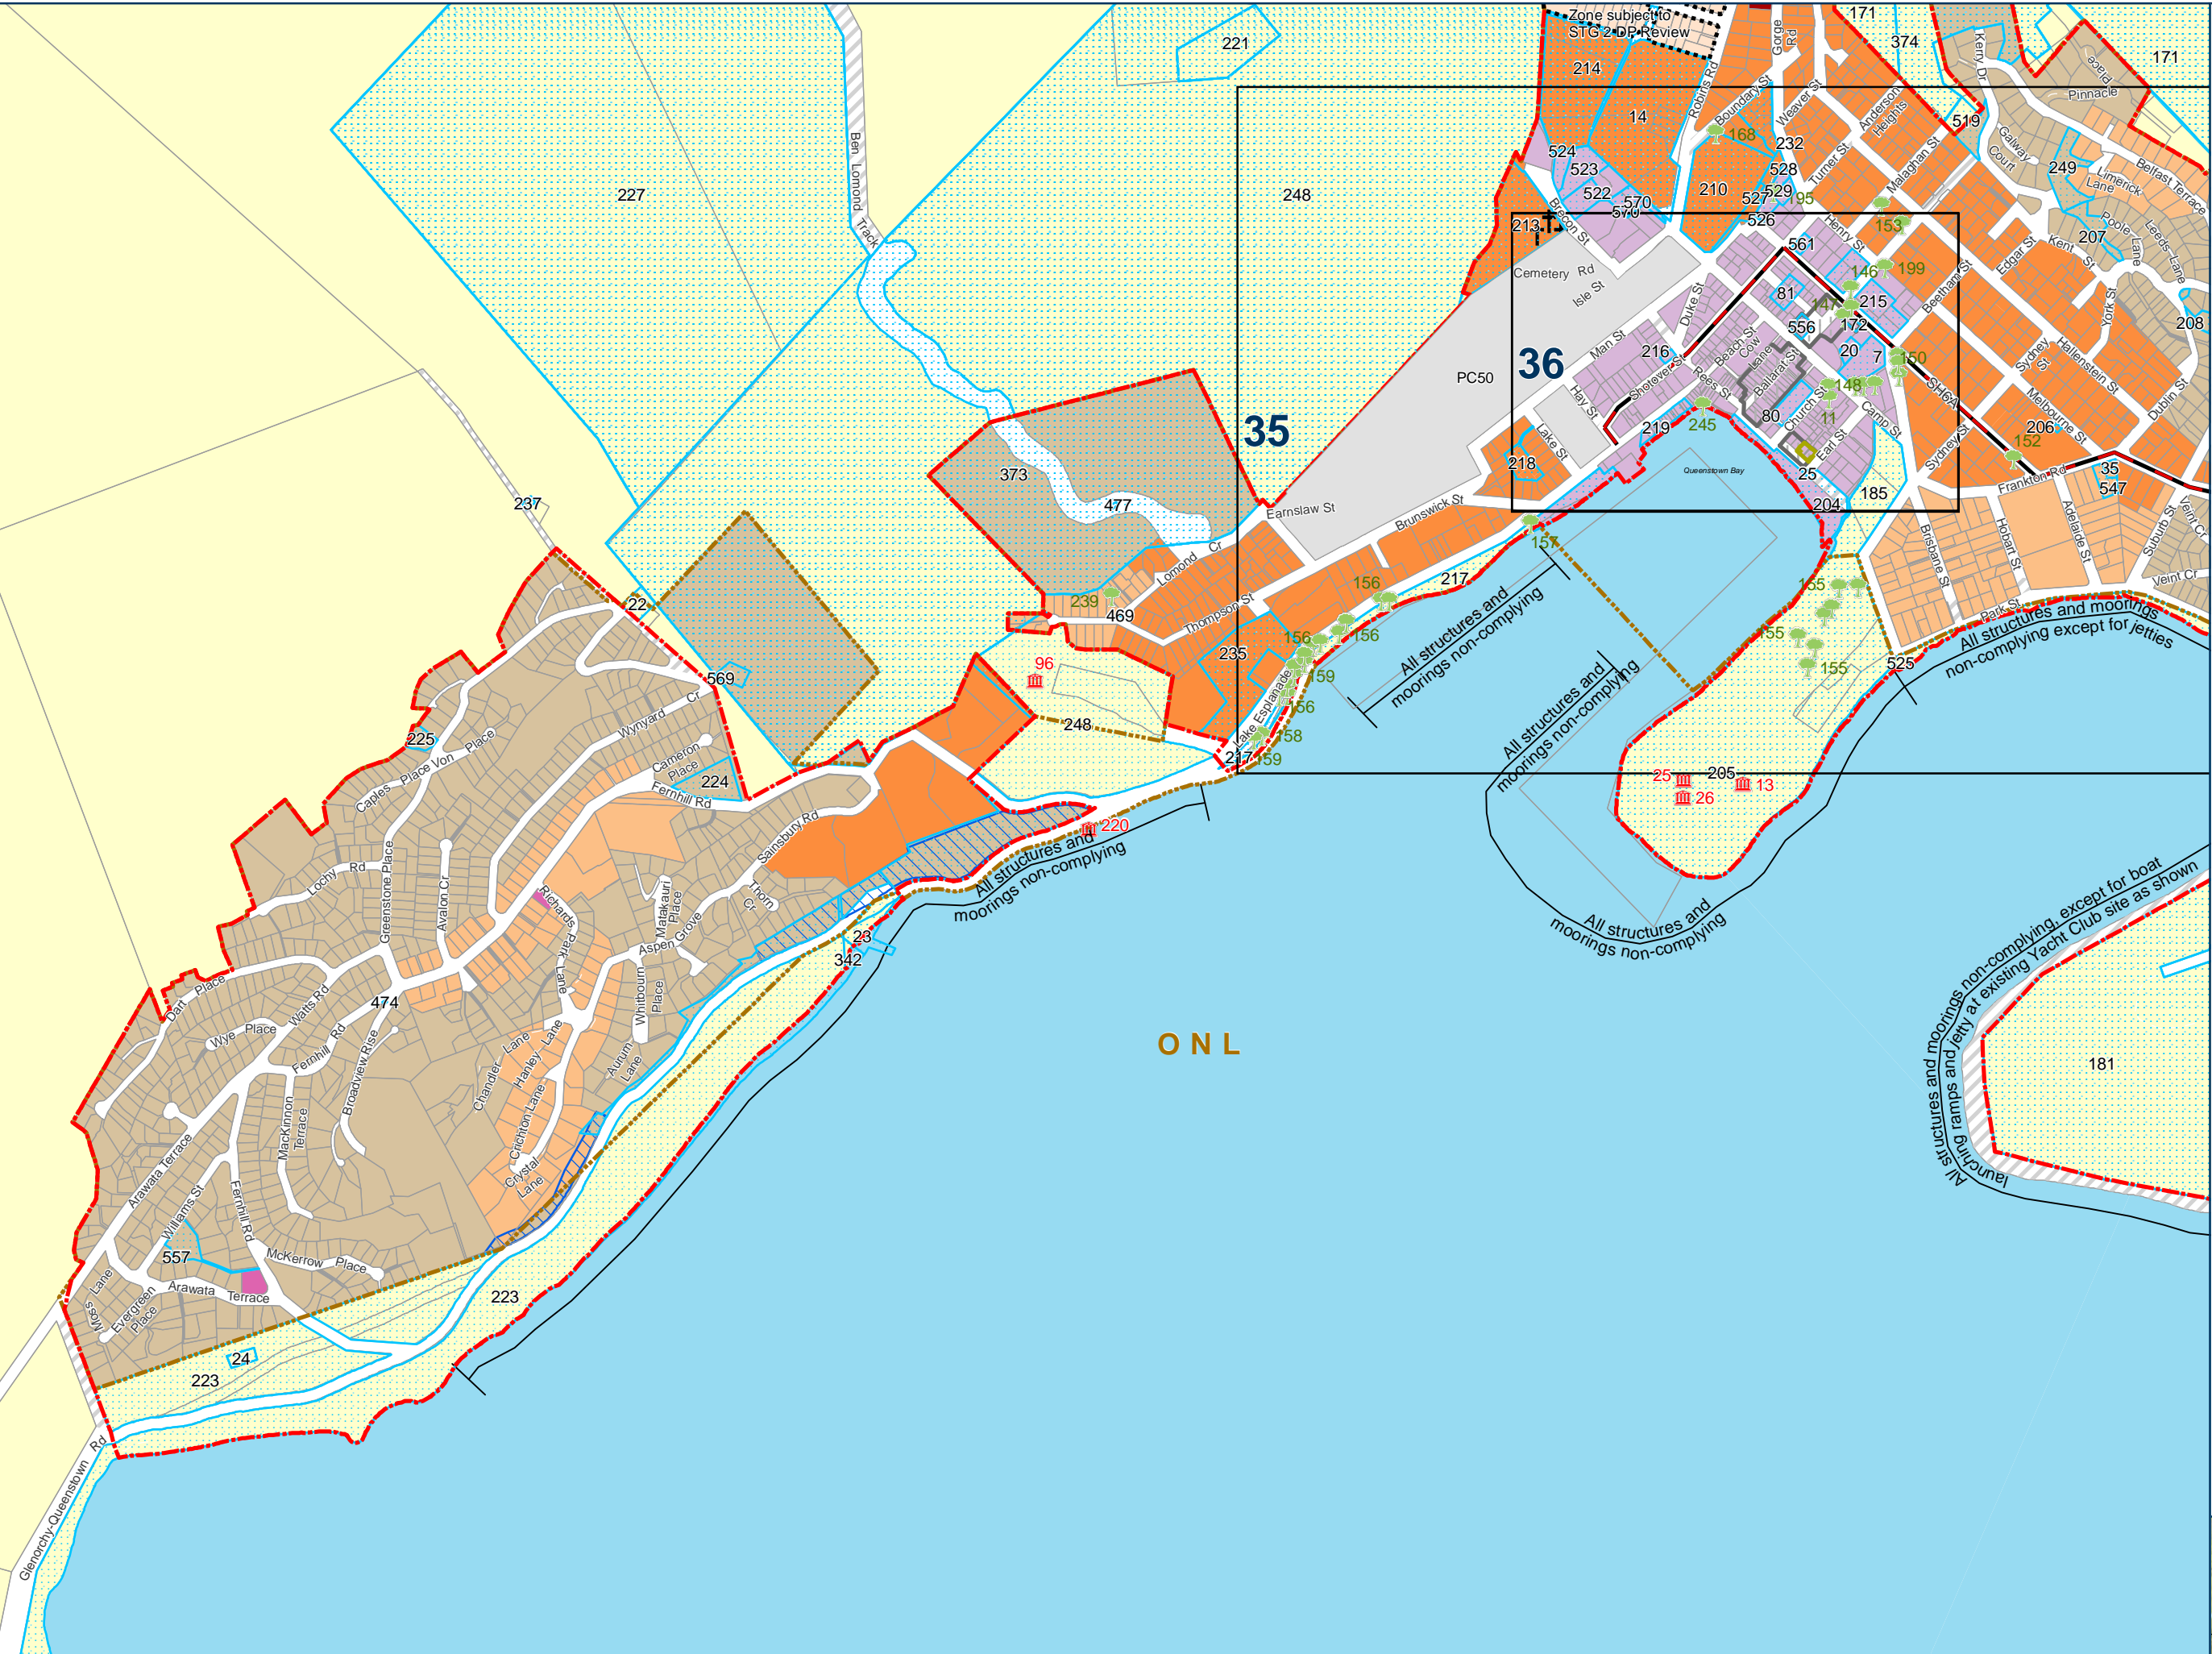 Zone subject to
STG 2 DP Review
Gorge
Rd
171
374
171
221
214
Kerry Dr
Place
Pinnacle
Robins Rd
Boundary St
Weaver St
Anderson
Heights
14
168
519
232
Galway
Court
Ben Lomond Track
524
Turner St
Malaghan St
523
528
249
Belfast Terrace
227
248
522
210
527
529
195
Limerick
Lane
570
570
526
213
Brecon St
153
Poole
Lane
Leeds
Lane
Henry St
561
207
Edgar St
Kent St
Cemetery Rd
146
199
Isle St
81
147
215
Beetham St
Duke St
York St
172
208
556
Man St
Beach St
Cow
Lane
216
20
7
150
Sydney
St
Hallenstein St
36
PC50
Shotover St
Rees St
Ballarat St
SH6A
148
Hay St
Church St
Camp St
Melbourne St
Dublin St
80
11
219
245
35
206
Lake St
Earl St
Sydney St
152
218
Queenstown Bay
25
35
373
Frankton Rd
547
185
477
204
237
Earnslaw St
Brunswick St
Brisbane St
Hobart St
Adelaide St
Suburb St
Veint Cr
157
Lomond Cr
156
217
155
Veint Cr
22
239
469
Thompson St
Park St
All structures and moorings
non-complying except for jetties
All structures and
moorings non-complying
156
156
155
235
155
525
96
569
159
All structures and
moorings non-complying
Wynyard Cr
156
Lake Esplanade
248
225
158
Caples Place
Von Place
Cameron
Place
217
159
224
205
25
13
26
Fernhill Rd
Sainsbury Rd
220
All structures and
moorings non-complying
Lochy Rd
Greenstone Place
Avalon Cr
Richards Park Lane
Matakauri
Place
Thorn
Cr
All structures and
moorings non-complying
Aspen Grove
23
342
All structures and moorings non-complying, except for boat
launching ramps and jetty at existing Yacht Club site as shown
Dart Place
474
Watts Rd
Whitbourn
Place
Wye Place
Fernhill Rd
ONL
Broadview Rise
Chandler Lane
Hanley Lane
Aurum
Lane
181
MacKinnon
Terrace
Crichton Lane
Arawata Terrace
Crystal
Lane
Williams St
Fernhill Rd
557
McKerrow Place
Moss Lane
Evergreen
Place
Arawata Terrace
223
24
223
Glenorchy-Queenstown Rd